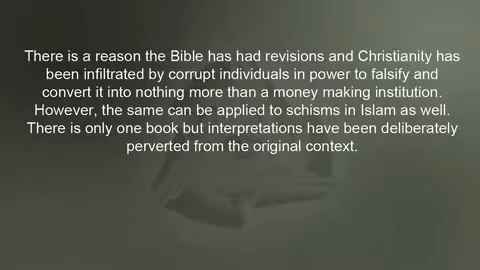 There is a reason the Bible has had revisions and Christianity has
been infiltrated by corrupt individuals in power to falsify and
convert it into nothing more than a money making institution.
However, the same can be applied to schisms in Islam as well.
There is only one book but interpretations have been deliberately
perverted from the original context.